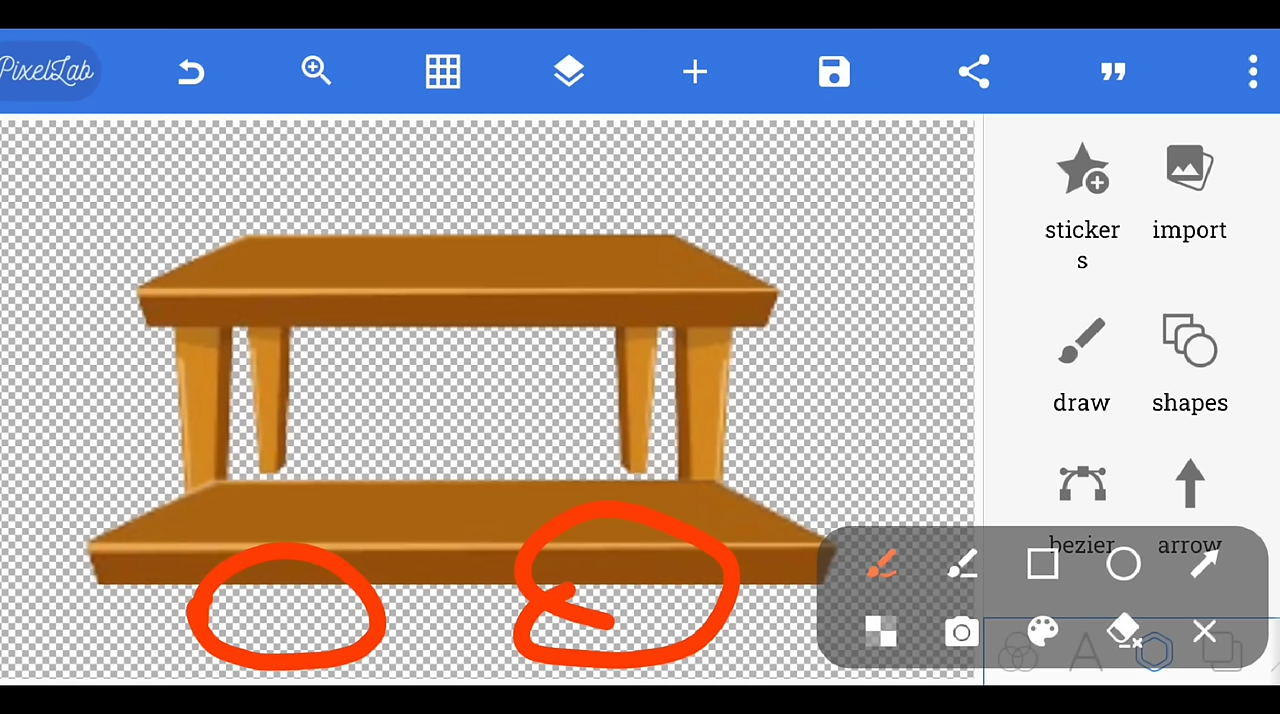 PixelLab
sticker
s
import
draw
shapes
bezier
arrow
A